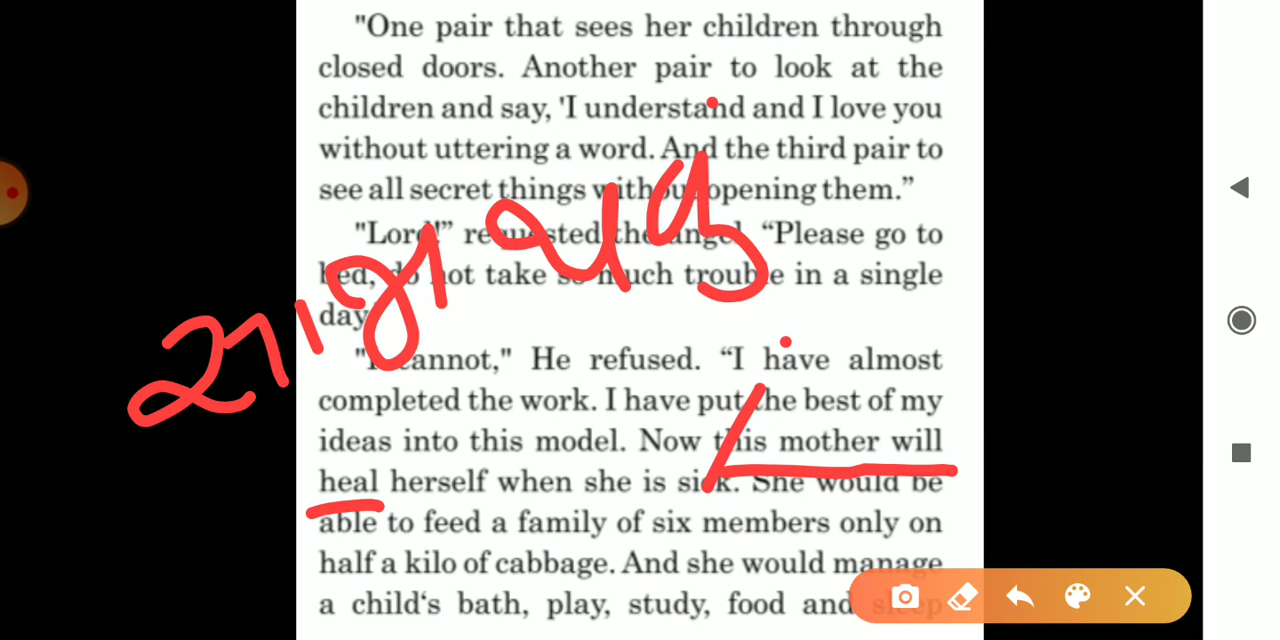 "One pair that sees her children through
closed doors. Another pair to look at the
children and say, 'I understand and I love you
without uttering a word. And the third pair to
see all secret things without opening them.”
"Lord!” requested the angel, “Please go to
bed, do not take so much trouble in a single
day
"I cannot," He refused. “I have almost
completed the work. I have put the best of my
ideas into this model. Now this mother will
heal herself when she is sick. She would be
able to feed a family of six members only on
half a kilo of cabbage. And she would manage
a child‘s bath, play, study, food and sleep